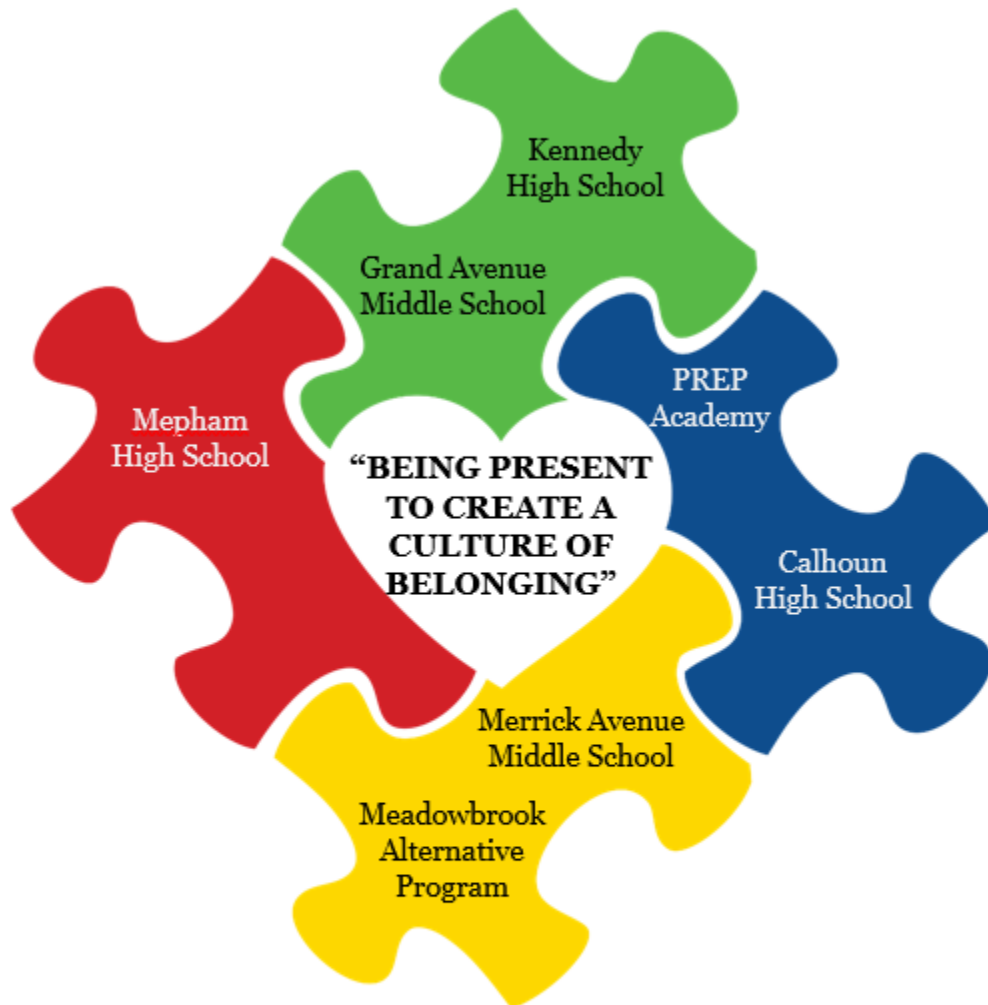 Kennedy
High School
Grand Avenue
Middle School
Mepham
High School
PREP
Academy
“BEING PRESENT
TO CREATE A
CULTURE OF
BELONGING”
Calhoun
High School
Merrick Avenue
Middle School
Meadowbrook
Alternative
Program